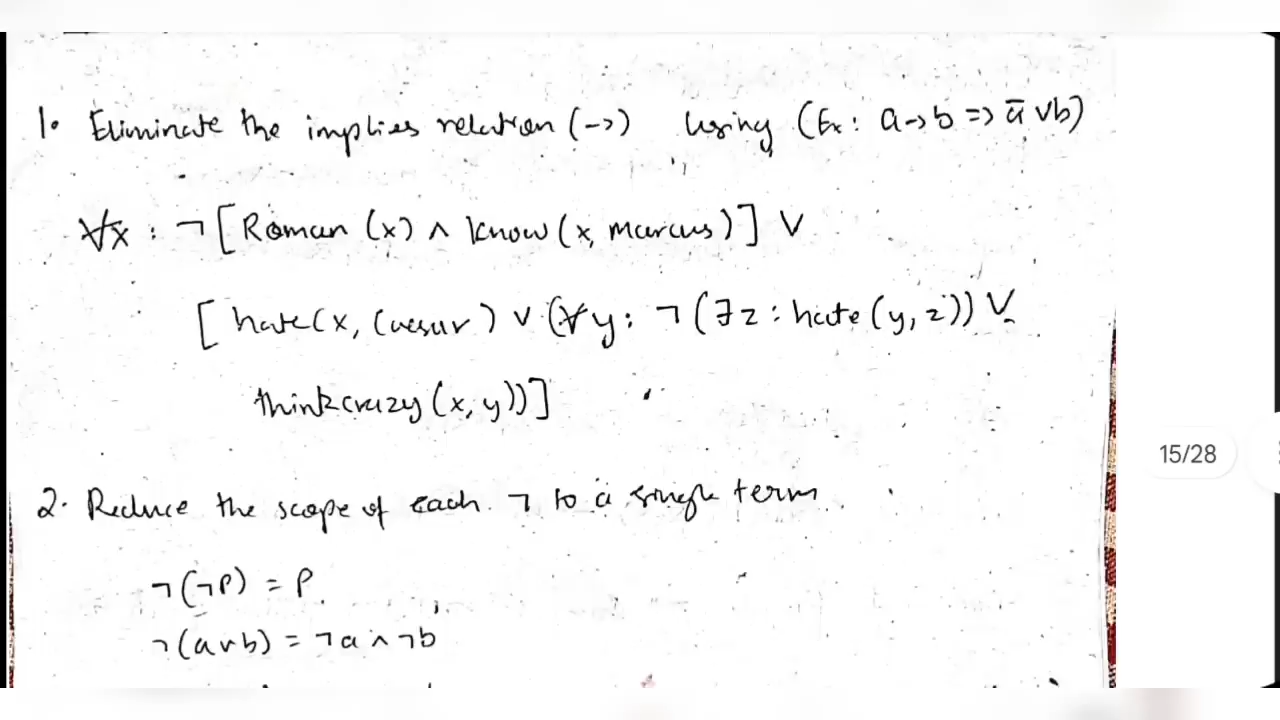 1. Eliminate the implies relation (->) using (Ex: a->b => a̅ ∨b)
∀x : ¬ [Roman (x) ∧ know (x, marcus)] ∨
[hate(x, Caesar) ∨ (∀y: ¬ (∃z : hate (y, z)) ∨
thinkcrazy (x, y))]
15/28
2. Reduce the scope of each ¬ to a single term
¬(¬P) = P.
¬(a∨b) = ¬a ∧ ¬b